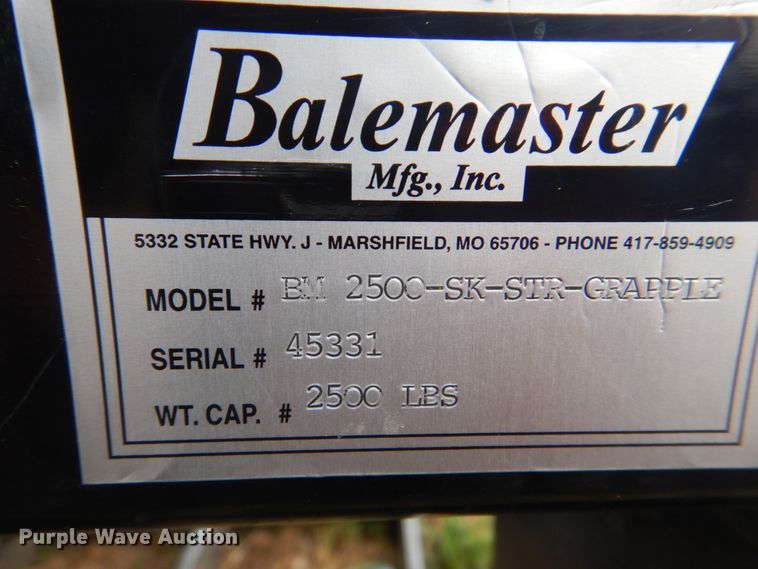 Balemaster
Mfg., Inc.
5332 STATE HWY. J - MARSHFIELD, MO 65706 - PHONE 417-859-4909
MODEL # BM 2500-SK-STR-GRAPPLE
SERIAL # 45331
WT. CAP. # 2500 LBS
Purple Wave Auction